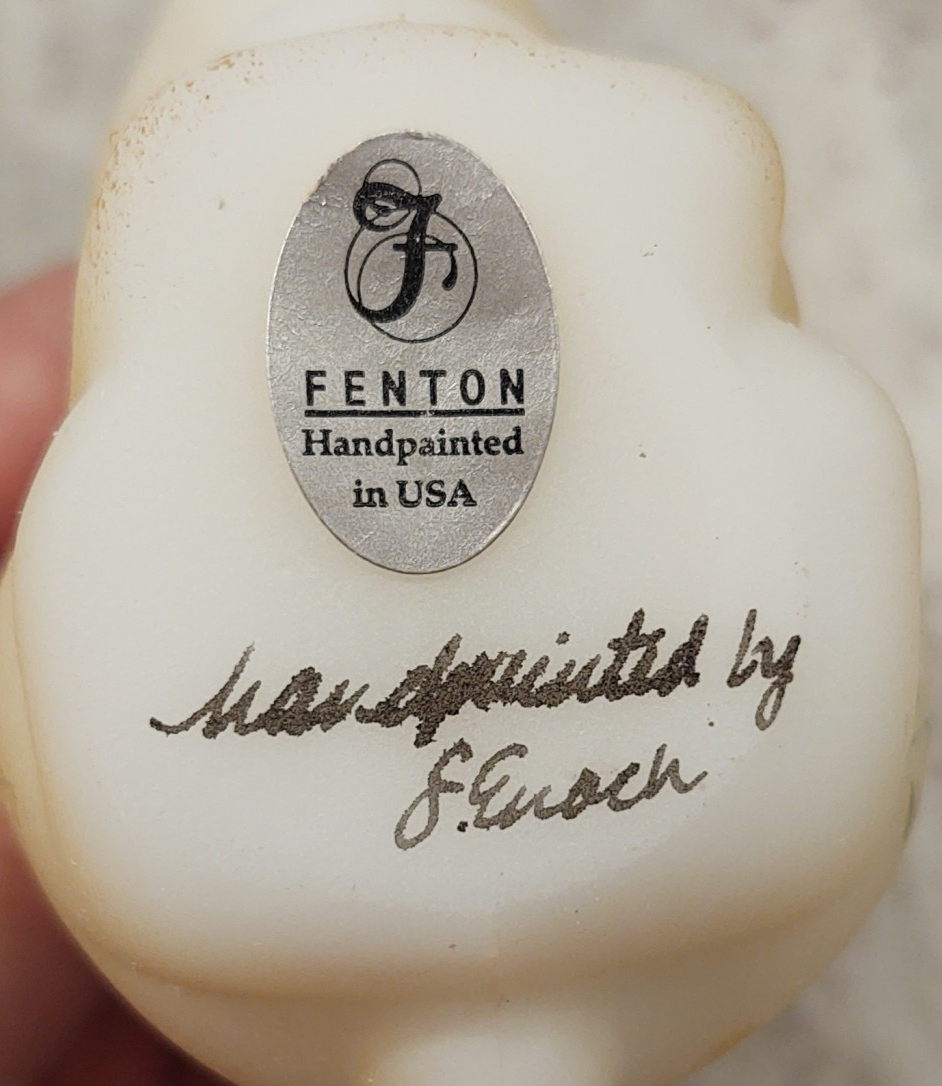 F
FENTON
Handpainted
in USA
handpainted by
S. Enoch